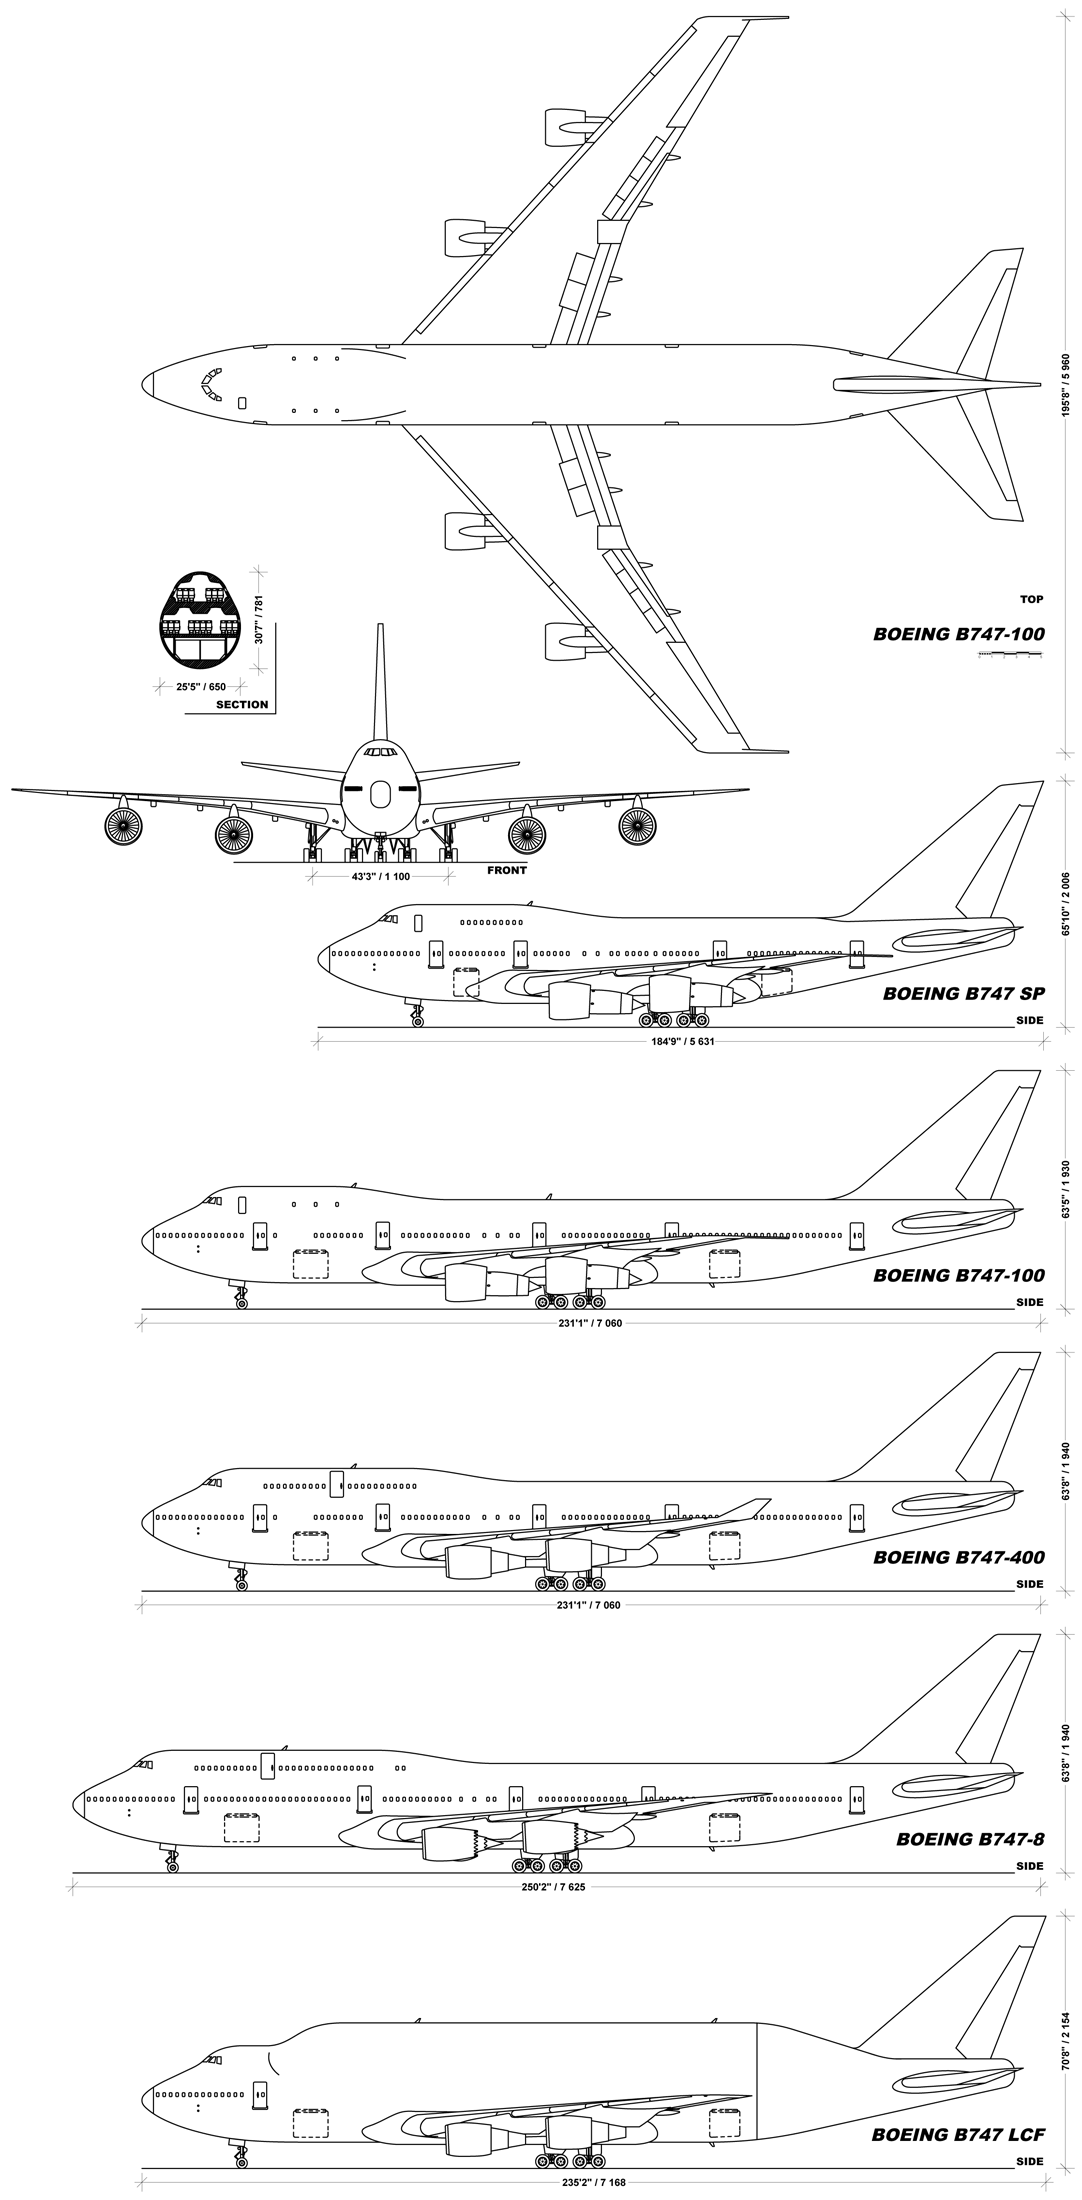 195'8" / 5 960
TOP
BOEING B747-100
30'7" / 781
25'5" / 650
SECTION
FRONT
43'3" / 1 100
65'10" / 2 006
BOEING B747 SP
SIDE
184'9" / 5 631
63'5" / 1 930
BOEING B747-100
SIDE
231'1" / 7 060
63'8" / 1 940
BOEING B747-400
SIDE
231'1" / 7 060
63'8" / 1 940
BOEING B747-8
SIDE
250'2" / 7 625
70'8" / 2 154
BOEING B747 LCF
SIDE
235'2" / 7 168